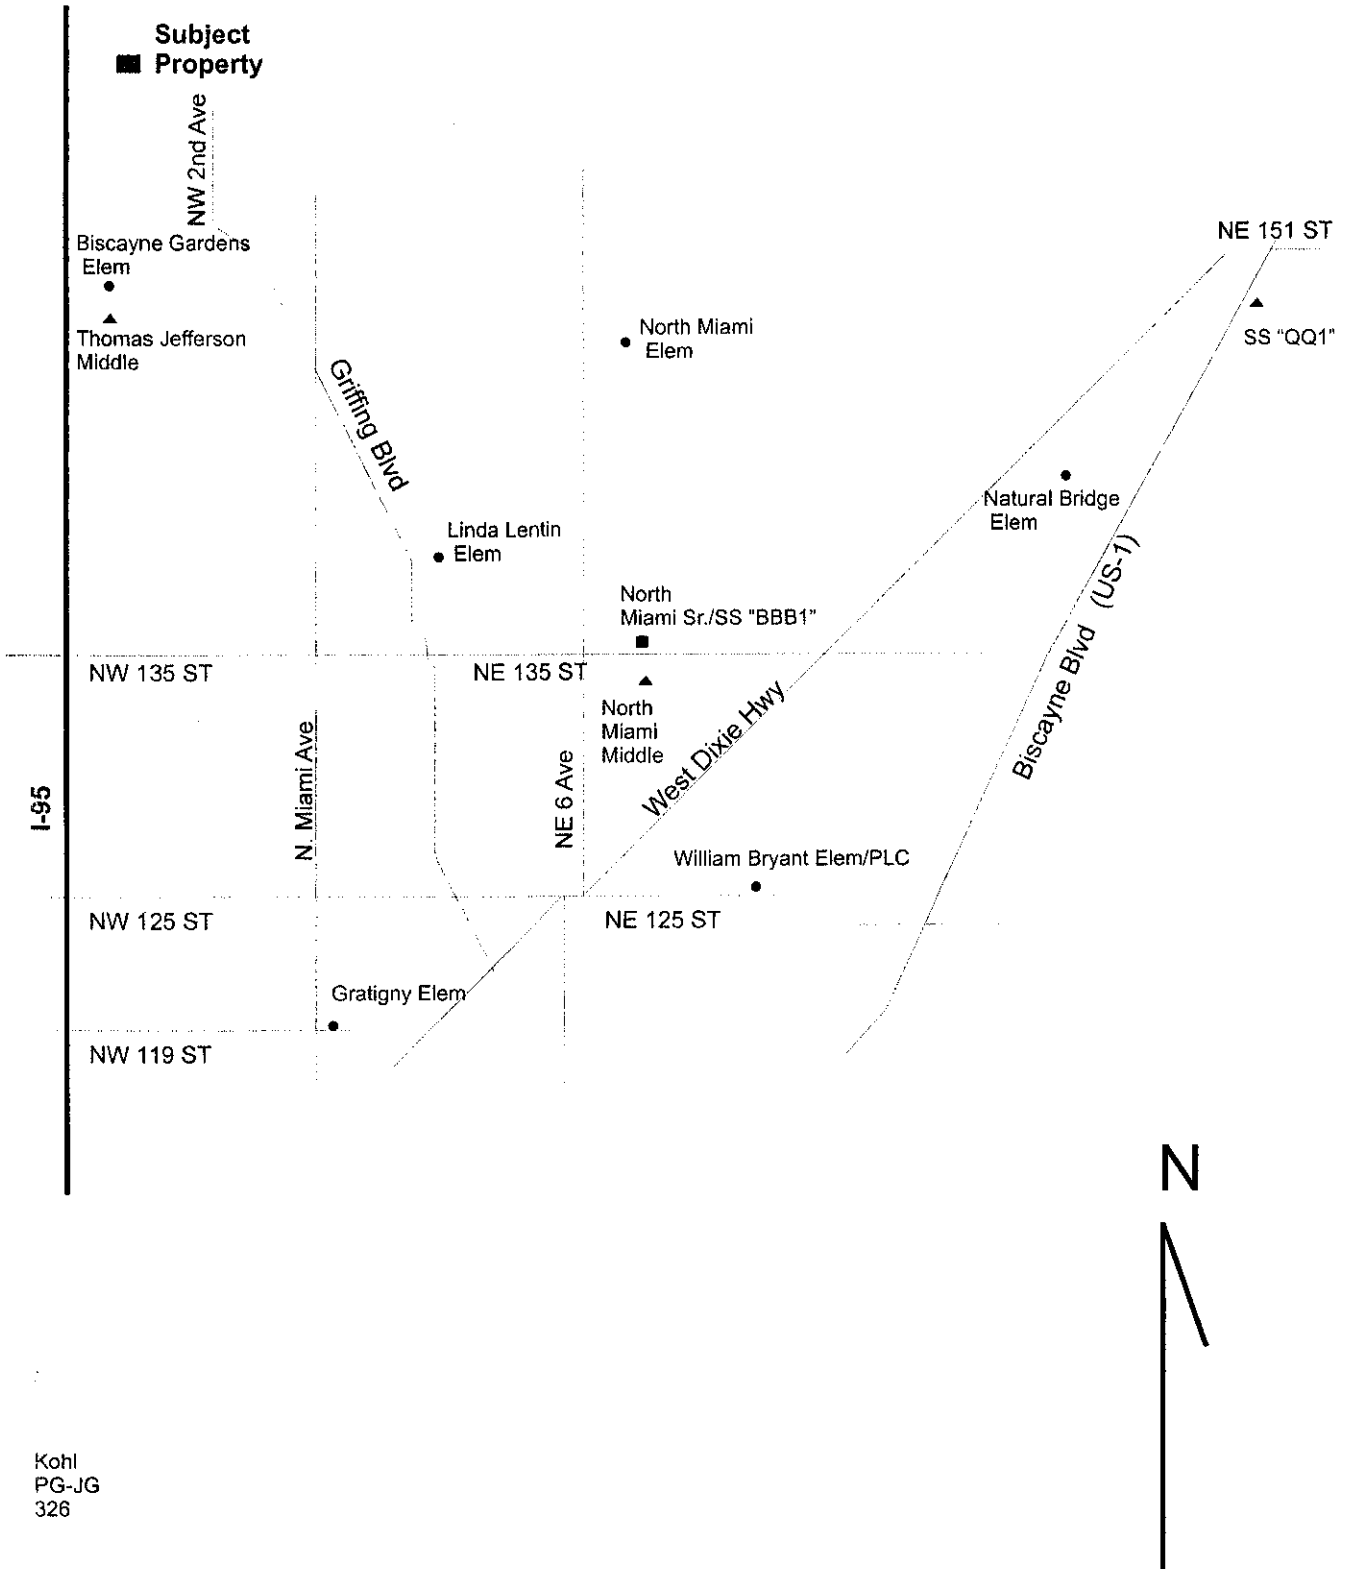 Subject
Property
NW 2nd Ave
Biscayne Gardens
Elem
Thomas Jefferson
Middle
NE 151 ST
SS "QQ1"
North Miami
Elem
Griffing Blvd
Natural Bridge
Elem
Linda Lentin
Elem
North
Miami Sr./SS "BBB1"
Biscayne Blvd (US-1)
NW 135 ST
NE 135 ST
North
Miami
Middle
West Dixie Hwy
I-95
N. Miami Ave
NE 6 Ave
William Bryant Elem/PLC
NW 125 ST
NE 125 ST
Gratigny Elem
NW 119 ST
N
Kohl
PG-JG
326